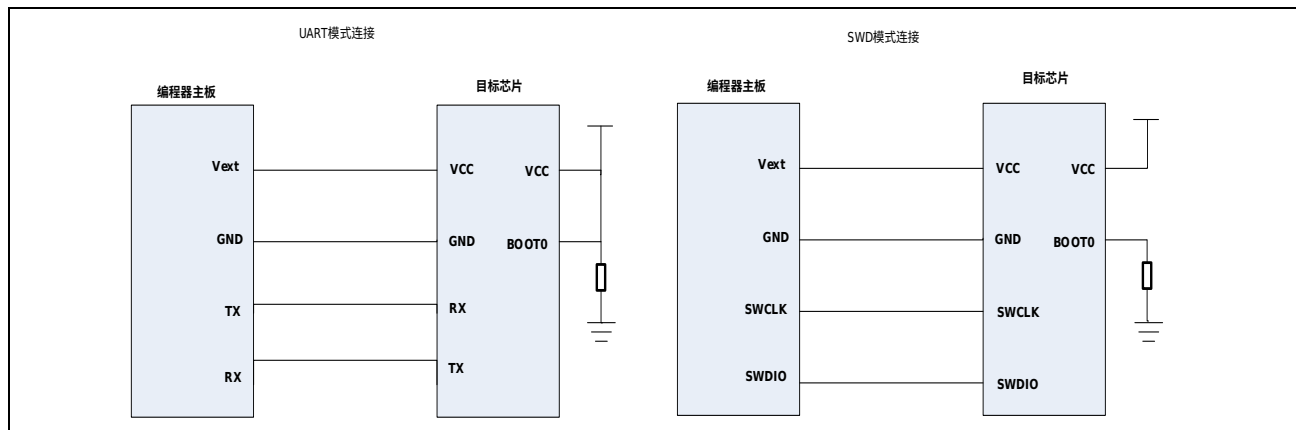 UART模式连接
编程器主板
目标芯片
Vext
VCC
VCC
GND
GND
BOOT0
TX
RX
RX
TX
SWD模式连接
编程器主板
目标芯片
Vext
VCC
VCC
GND
GND
BOOT0
SWCLK
SWCLK
SWDIO
SWDIO